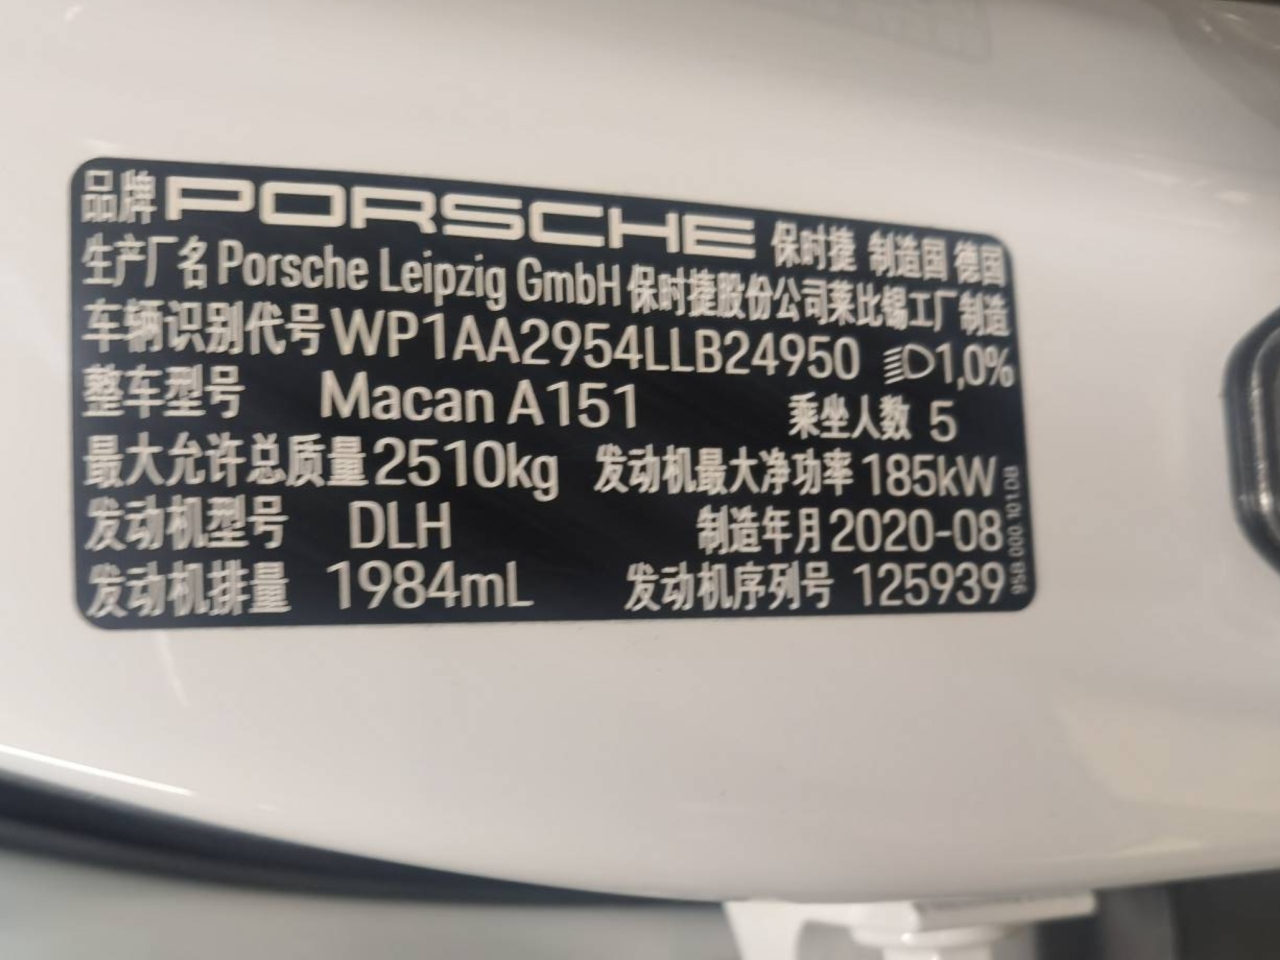 品牌 PORSCHE 保时捷 制造国 德国
生产厂名 Porsche Leipzig GmbH 保时捷股份公司莱比锡工厂制造
车辆识别代号 WP1AA2954LLB24950 1,0%
整车型号 Macan A151 乘坐人数 5
最大允许总质量 2510kg 发动机最大净功率 185kW
发动机型号 DLH 制造年月 2020-08
发动机排量 1984mL 发动机序列号 125939
95B.000.101.DB